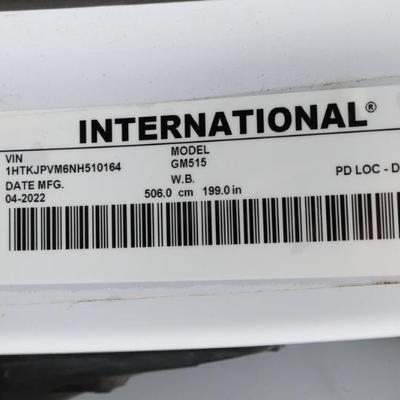 INTERNATIONAL®
VIN MODEL
1HTKJPVM6NH510164 GM515 PD LOC - D
DATE MFG. W.B.
04-2022 506.0 cm 199.0 in